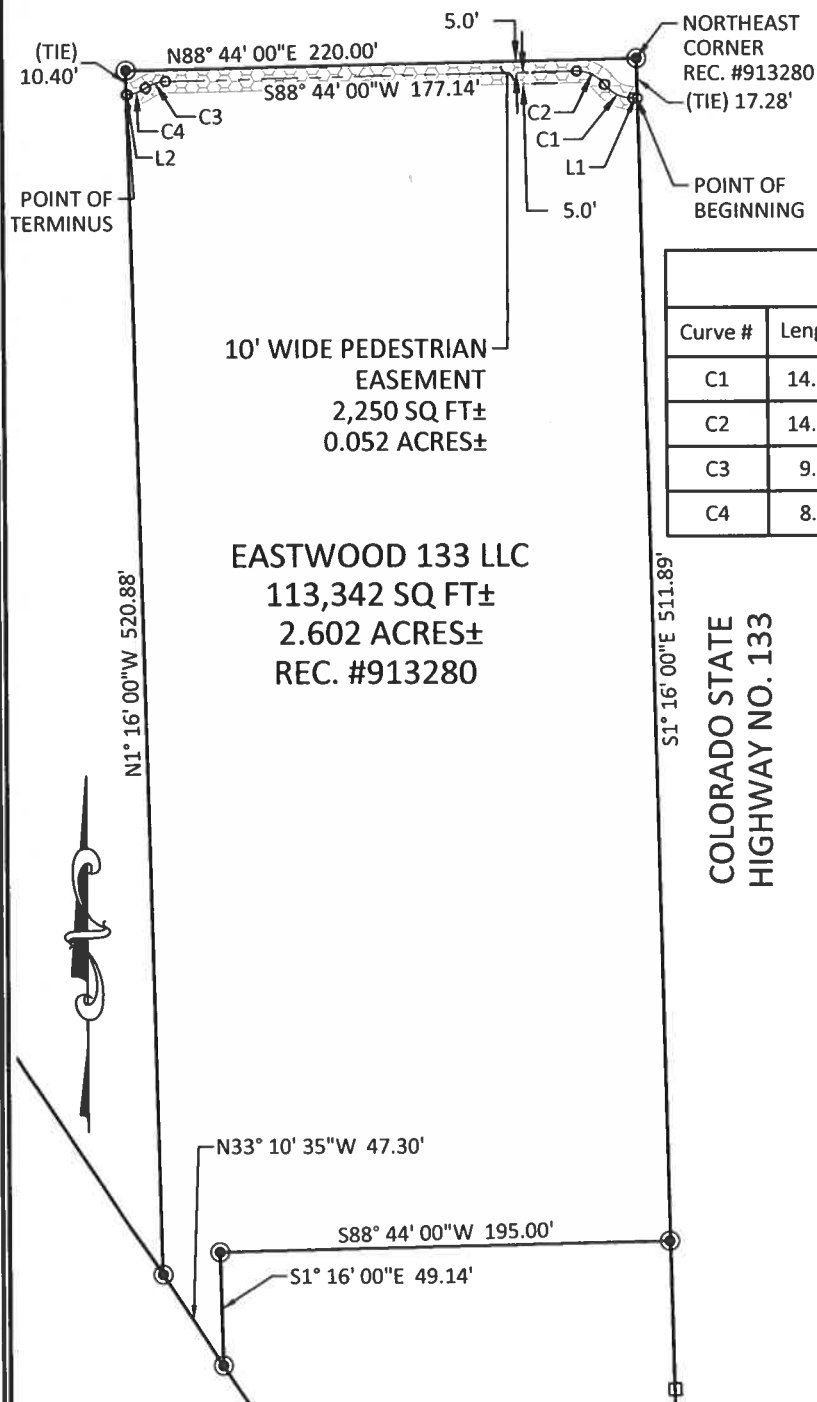 5.0'
NORTHEAST
CORNER
REC. #913280
(TIE) 17.28'
(TIE)
10.40'
N88° 44' 00"E 220.00'
S88° 44' 00"W 177.14'
C3
C4
L2
C2
C1
L1
5.0'
POINT OF
TERMINUS
POINT OF
BEGINNING
10' WIDE PEDESTRIAN
EASEMENT
2,250 SQ FT±
0.052 ACRES±
Curve #
C1 14.
C2 14.
C3 9.
C4 8.
EASTWOOD 133 LLC
113,342 SQ FT±
2.602 ACRES±
REC. #913280
N1° 16' 00"W 520.88'
S1° 16' 00"E 511.89'
COLORADO STATE
HIGHWAY NO. 133
N33° 10' 35"W 47.30'
S88° 44' 00"W 195.00'
S1° 16' 00"E 49.14'